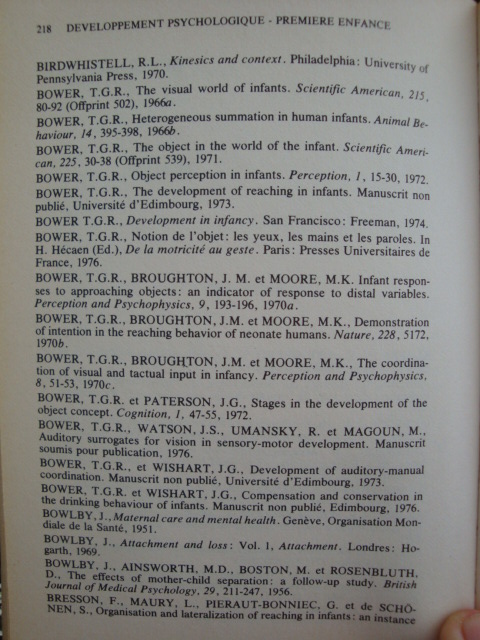 218 DEVELOPPEMENT PSYCHOLOGIQUE - PREMIERE ENFANCE
BIRDWHISTELL, R.L., Kinesics and context. Philadelphia: University of
Pennsylvania Press, 1970.
BOWER, T.G.R., The visual world of infants. Scientific American, 215,
80-92 (Offprint 502), 1966a.
BOWER, T.G.R., Heterogeneous summation in human infants. Animal Be-
haviour, 14, 395-398, 1966b.
BOWER, T.G.R., The object in the world of the infant. Scientific Ameri-
can, 225, 30-38 (Offprint 539), 1971.
BOWER, T.G.R., Object perception in infants. Perception, 1, 15-30, 1972.
BOWER, T.G.R., The development of reaching in infants. Manuscrit non
publié, Université d'Edimbourg, 1973.
BOWER T.G.R., Development in infancy. San Francisco: Freeman, 1974.
BOWER, T.G.R., Notion de l'objet: les yeux, les mains et les paroles. In
H. Hécaen (Ed.), De la motricité au geste. Paris: Presses Universitaires de
France, 1976.
BOWER, T.G.R., BROUGHTON, J. M. et MOORE, M.K. Infant respon-
ses to approaching objects: an indicator of response to distal variables.
Perception and Psychophysics, 9, 193-196, 1970a.
BOWER, T.G.R., BROUGHTON, J.M. et MOORE, M.K., Demonstration
of intention in the reaching behavior of neonate humans. Nature, 228, 5172,
1970b.
BOWER, T.G.R., BROUGHTON, J.M. et MOORE, M.K., The coordina-
tion of visual and tactual input in infancy. Perception and Psychophysics,
8, 51-53, 1970c.
BOWER, T.G.R. et PATERSON, J.G., Stages in the development of the
object concept. Cognition, 1, 47-55, 1972.
BOWER, T.G.R., WATSON, J.S., UMANSKY, R. et MAGOUN, M.,
Auditory surrogates for vision in sensory-motor development. Manuscrit
soumis pour publication, 1976.
BOWER, T.G.R., et WISHART, J.G., Development of auditory-manual
coordination. Manuscrit non publié, Université d'Edimbourg, 1973.
BOWER, T.G.R. et WISHART, J.G., Compensation and conservation in
the drinking behaviour of infants. Manuscrit non publié, Edimbourg, 1976.
BOWLBY, J., Maternal care and mental health. Genève, Organisation Mon-
diale de la Santé, 1951.
BOWLBY, J., Attachment and loss: Vol. 1, Attachment. Londres: Ho-
garth, 1969.
BOWLBY, J., AINSWORTH, M.D., BOSTON, M. et ROSENBLUTH,
D., The effects of mother-child separation: a follow-up study. British
Journal of Medical Psychology, 29, 211-247, 1956.
BRESSON, F., MAURY, L., PIERAUT-BONNIEC, G. et de SCHÖ-
NEN, S., Organisation and lateralization of reaching in infants: an instance